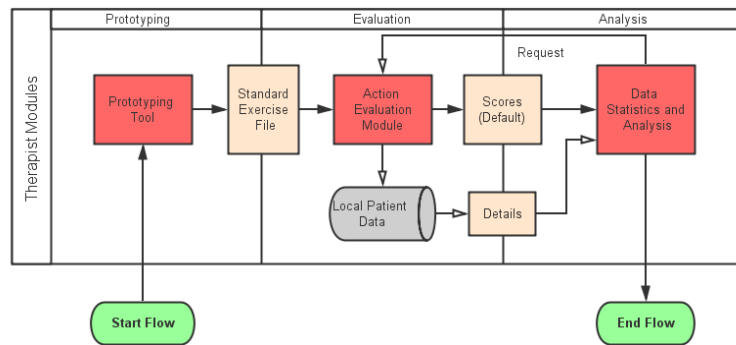 Prototyping
Evaluation
Analysis
Therapist Modules
Request
Prototyping
Tool
Standard
Exercise
File
Action
Evaluation
Module
Scores
(Default)
Data
Statistics and
Analysis
Local Patient
Data
Details
Start Flow
End Flow